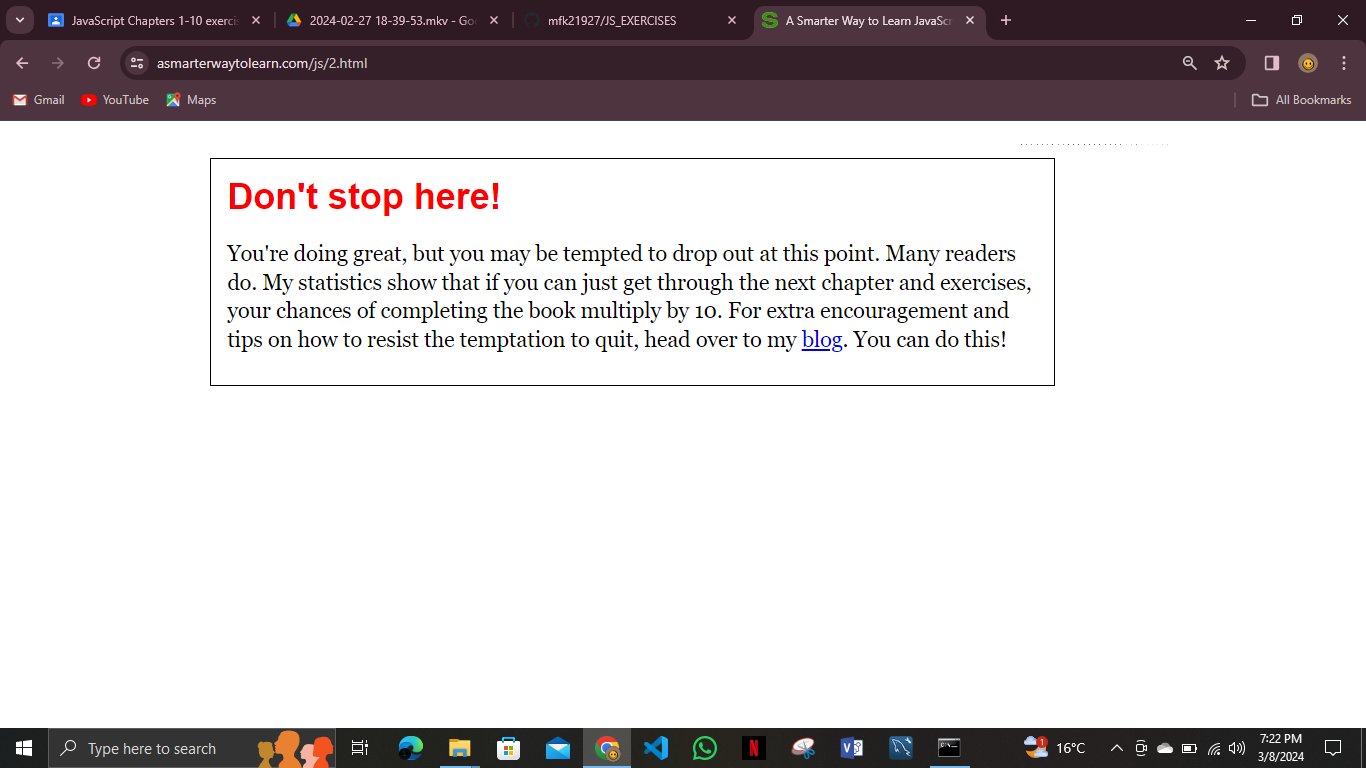 JavaScript Chapters 1-10 exerci
2024-02-27 18-39-53.mkv - Goo
mfk21927/JS_EXERCISES
A Smarter Way to Learn JavaScr
asmarterwaytolearn.com/js/2.html
Gmail
YouTube
Maps
All Bookmarks
Don't stop here!
You're doing great, but you may be tempted to drop out at this point. Many readers
do. My statistics show that if you can just get through the next chapter and exercises,
your chances of completing the book multiply by 10. For extra encouragement and
tips on how to resist the temptation to quit, head over to my blog. You can do this!
Type here to search
1
16°C
7:22 PM
3/8/2024